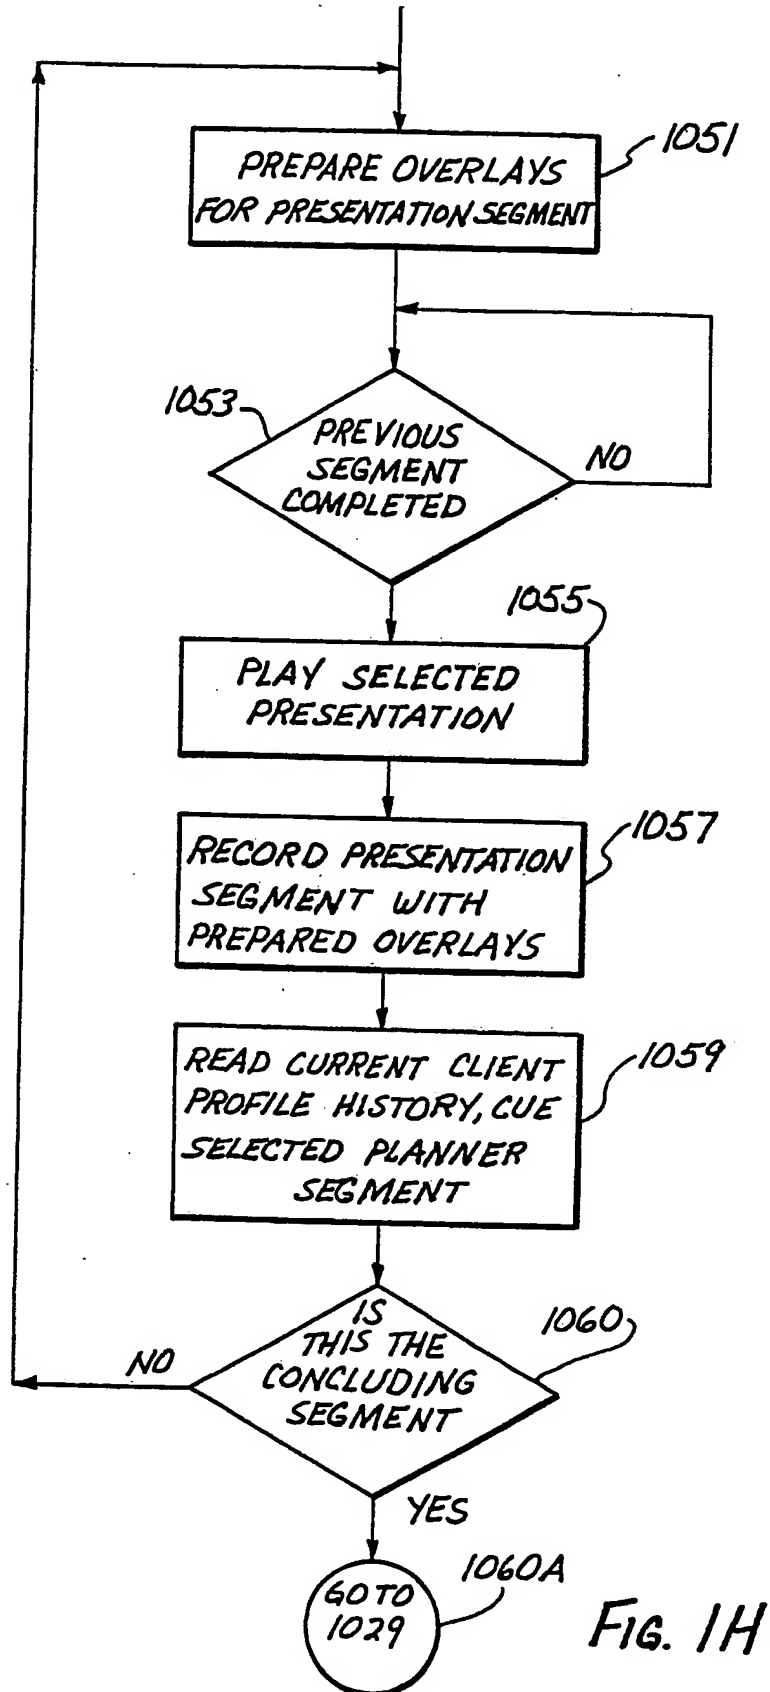 1051
PREPARE OVERLAYS
FOR PRESENTATION SEGMENT
1053
PREVIOUS
SEGMENT
COMPLETED
NO
1055
PLAY SELECTED
PRESENTATION
1057
RECORD PRESENTATION
SEGMENT WITH
PREPARED OVERLAYS
1059
READ CURRENT CLIENT
PROFILE HISTORY, CUE
SELECTED PLANNER
SEGMENT
1060
IS
THIS THE
CONCLUDING
SEGMENT
NO
YES
1060A
GO TO
1029
FIG. 1H